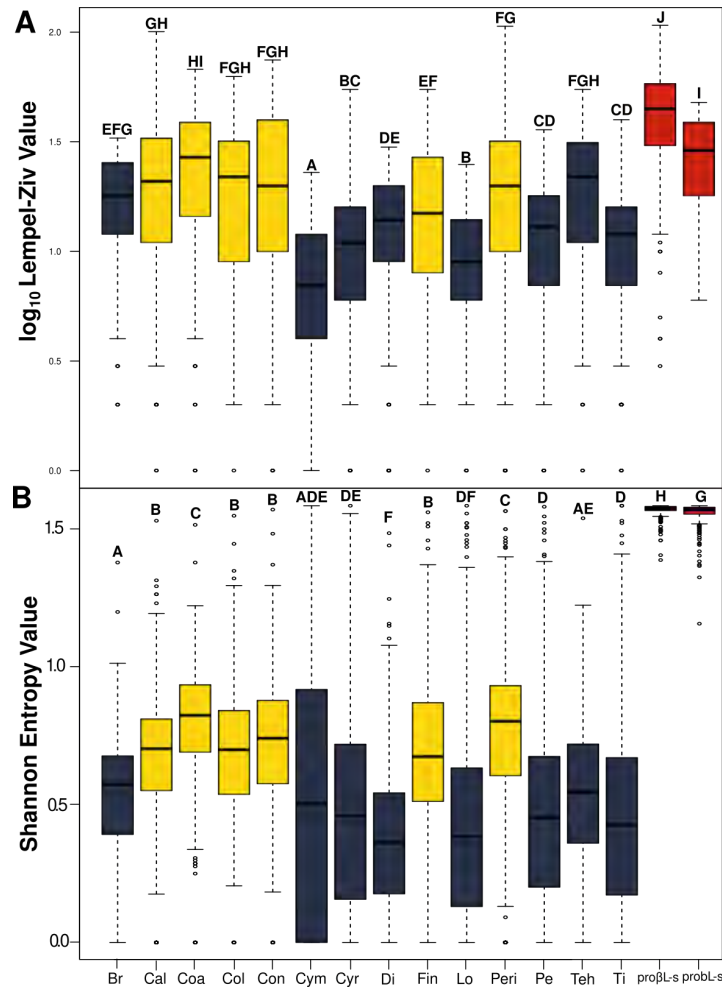 A
log10 Lempel-Ziv Value
2.0
1.5
1.0
0.5
0.0
EFG GH HI FGH FGH A BC DE EF B FG CD FGH CD J I
B
Shannon Entropy Value
1.5
1.0
0.5
0.0
A B C B B ADE DE F B DF C D AE D H G
Br Cal Coa Col Con Cym Cyr Di Fin Lo Peri Pe Teh Ti proβL-s probL-s